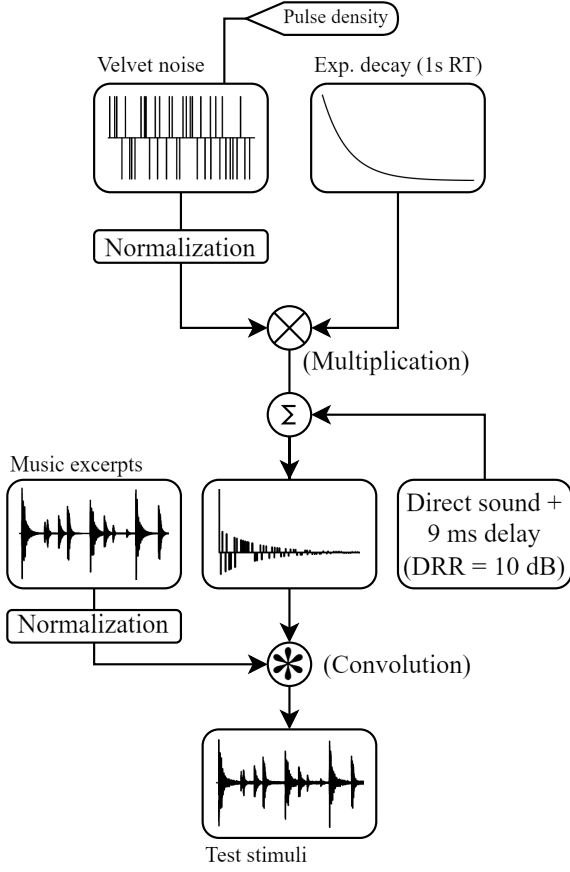 Pulse density
Velvet noise
Exp. decay (1s RT)
Normalization
(Multiplication)
Σ
Music excerpts
Direct sound +
9 ms delay
(DRR = 10 dB)
Normalization
(Convolution)
Test stimuli